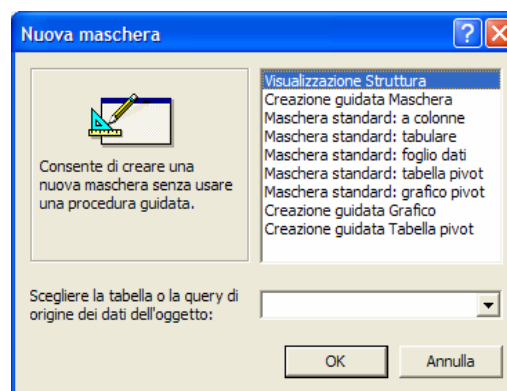 Nuova maschera
Consente di creare una
nuova maschera senza usare
una procedura guidata.
Visualizzazione Struttura
Creazione guidata Maschera
Maschera standard: a colonne
Maschera standard: tabulare
Maschera standard: foglio dati
Maschera standard: tabella pivot
Maschera standard: grafico pivot
Creazione guidata Grafico
Creazione guidata Tabella pivot
Scegliere la tabella o la query di
origine dei dati dell'oggetto:
OK
Annulla